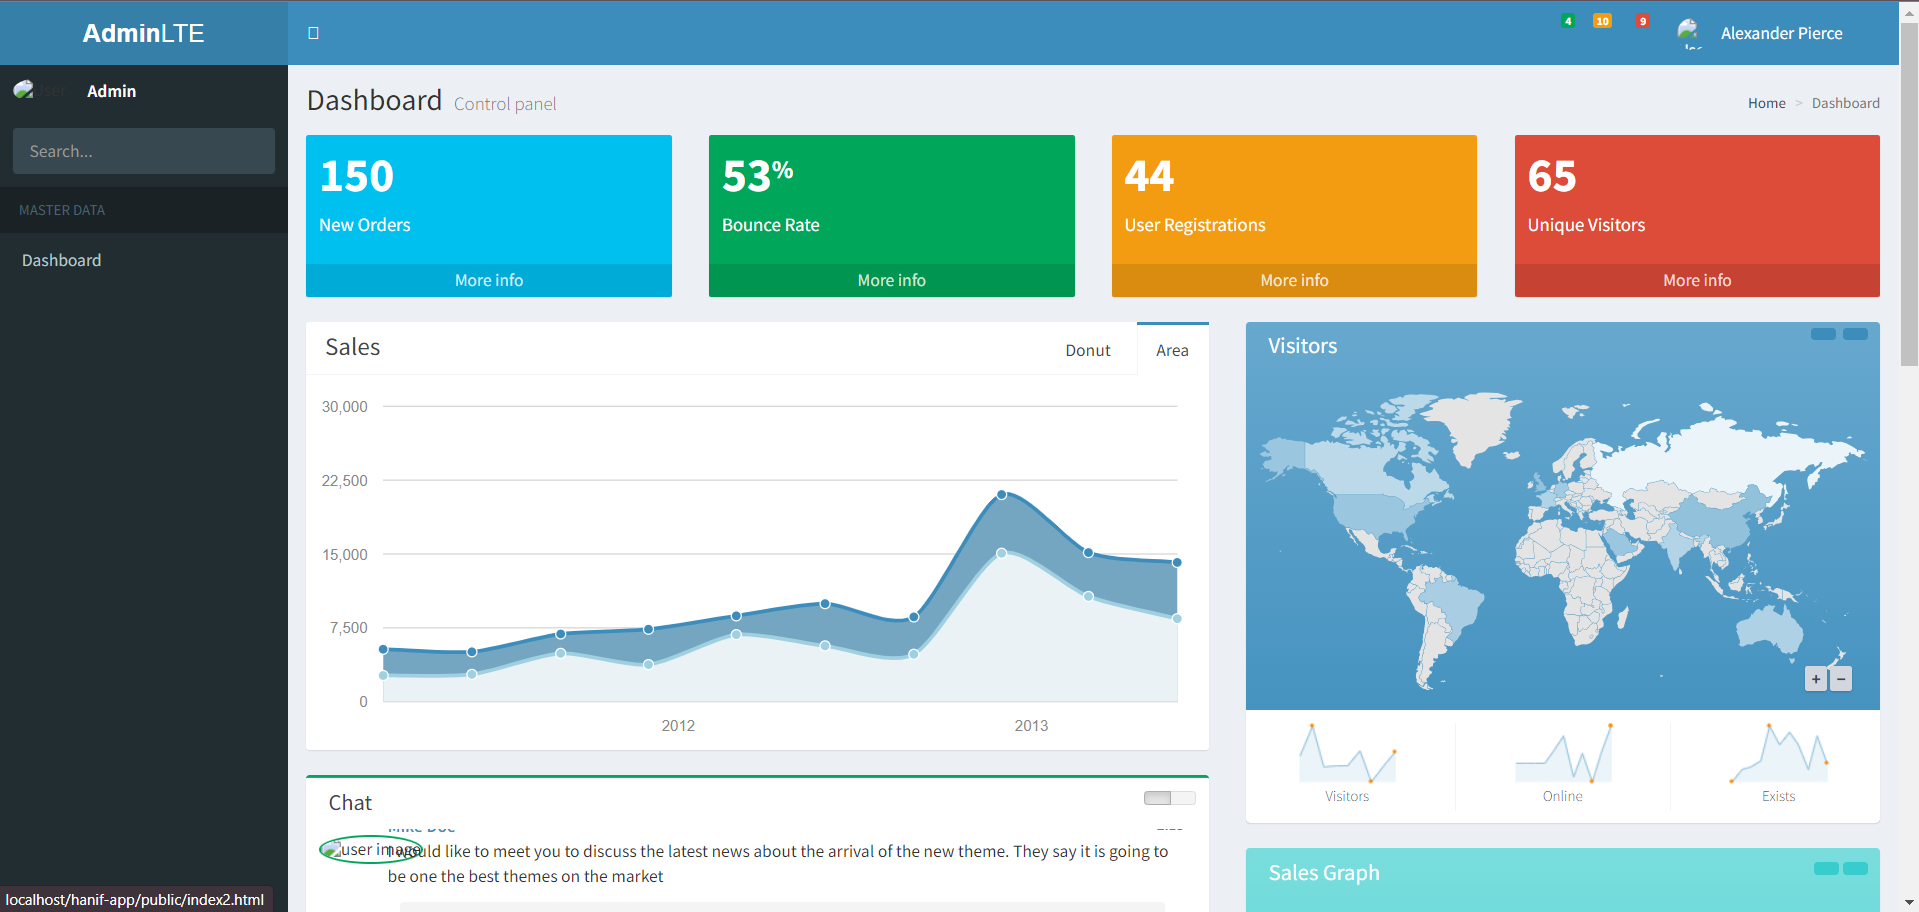 AdminLTE
4
10
9
Alexander Pierce
Admin
Search...
MASTER DATA
Dashboard
Dashboard Control panel
Home > Dashboard
150
New Orders
More info
53%
Bounce Rate
More info
44
User Registrations
More info
65
Unique Visitors
More info
Sales
Donut
Area
30,000
22,500
15,000
7,500
0
2012
2013
Visitors
+
−
Visitors
Online
Exists
Chat
Mike Doe
user image
I would like to meet you to discuss the latest news about the arrival of the new theme. They say it is going to
be one the best themes on the market
Sales Graph
localhost/hanif-app/public/index2.html